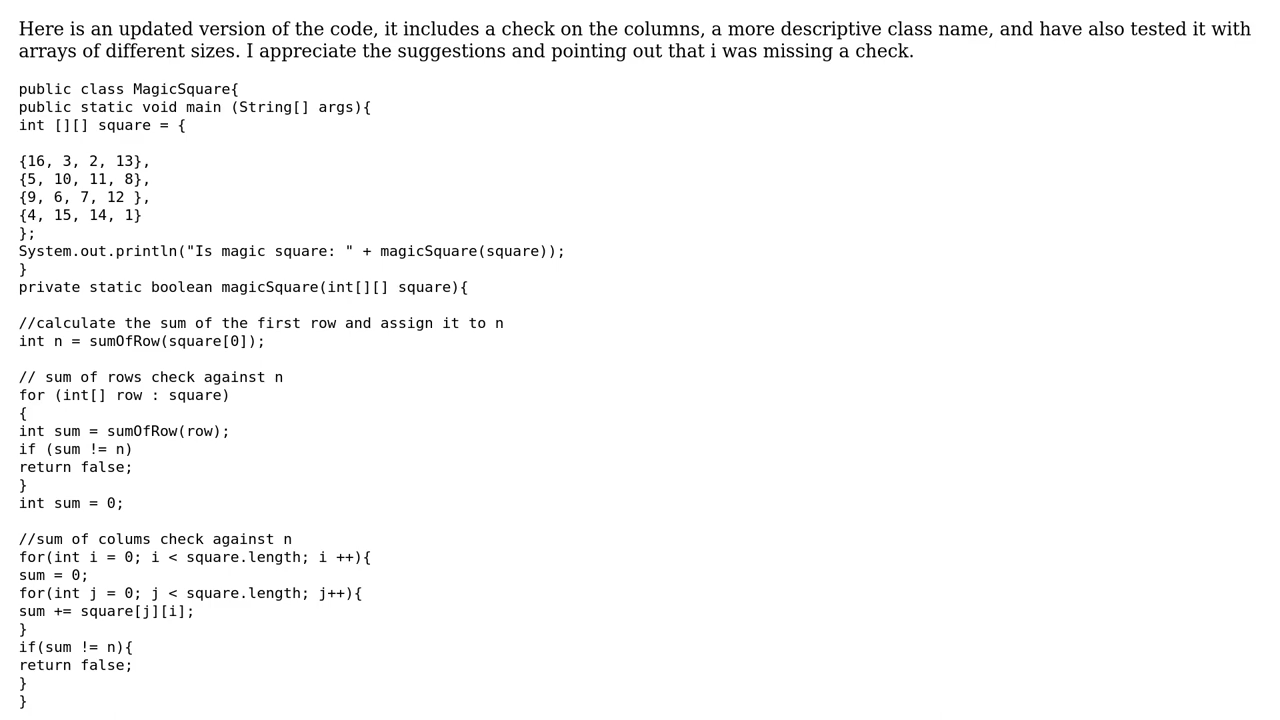 Here is an updated version of the code, it includes a check on the columns, a more descriptive class name, and have also tested it with
arrays of different sizes. I appreciate the suggestions and pointing out that i was missing a check.
public class MagicSquare{
public static void main (String[] args){
int [][] square = {
{16, 3, 2, 13},
{5, 10, 11, 8},
{9, 6, 7, 12 },
{4, 15, 14, 1}
};
System.out.println("Is magic square: " + magicSquare(square));
}
private static boolean magicSquare(int[][] square){
//calculate the sum of the first row and assign it to n
int n = sumOfRow(square[0]);
// sum of rows check against n
for (int[] row : square)
{
int sum = sumOfRow(row);
if (sum != n)
return false;
}
int sum = 0;
//sum of colums check against n
for(int i = 0; i < square.length; i ++){
sum = 0;
for(int j = 0; j < square.length; j++){
sum += square[j][i];
}
if(sum != n){
return false;
}
}